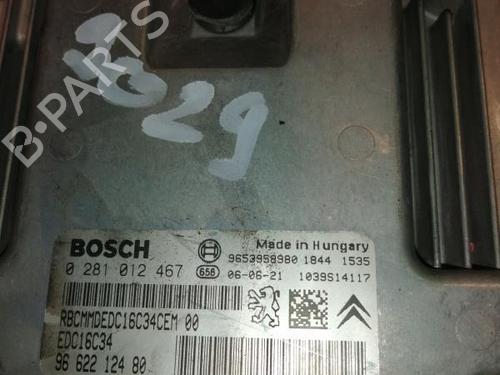 B-PARTS
29
BOSCH
Made in Hungary
9653958980 1844 1535
0 281 012 467
658
06-06-21 1039S14117
RBCMMDEDC16C34CEM 00
EDC16C34
96 622 124 80